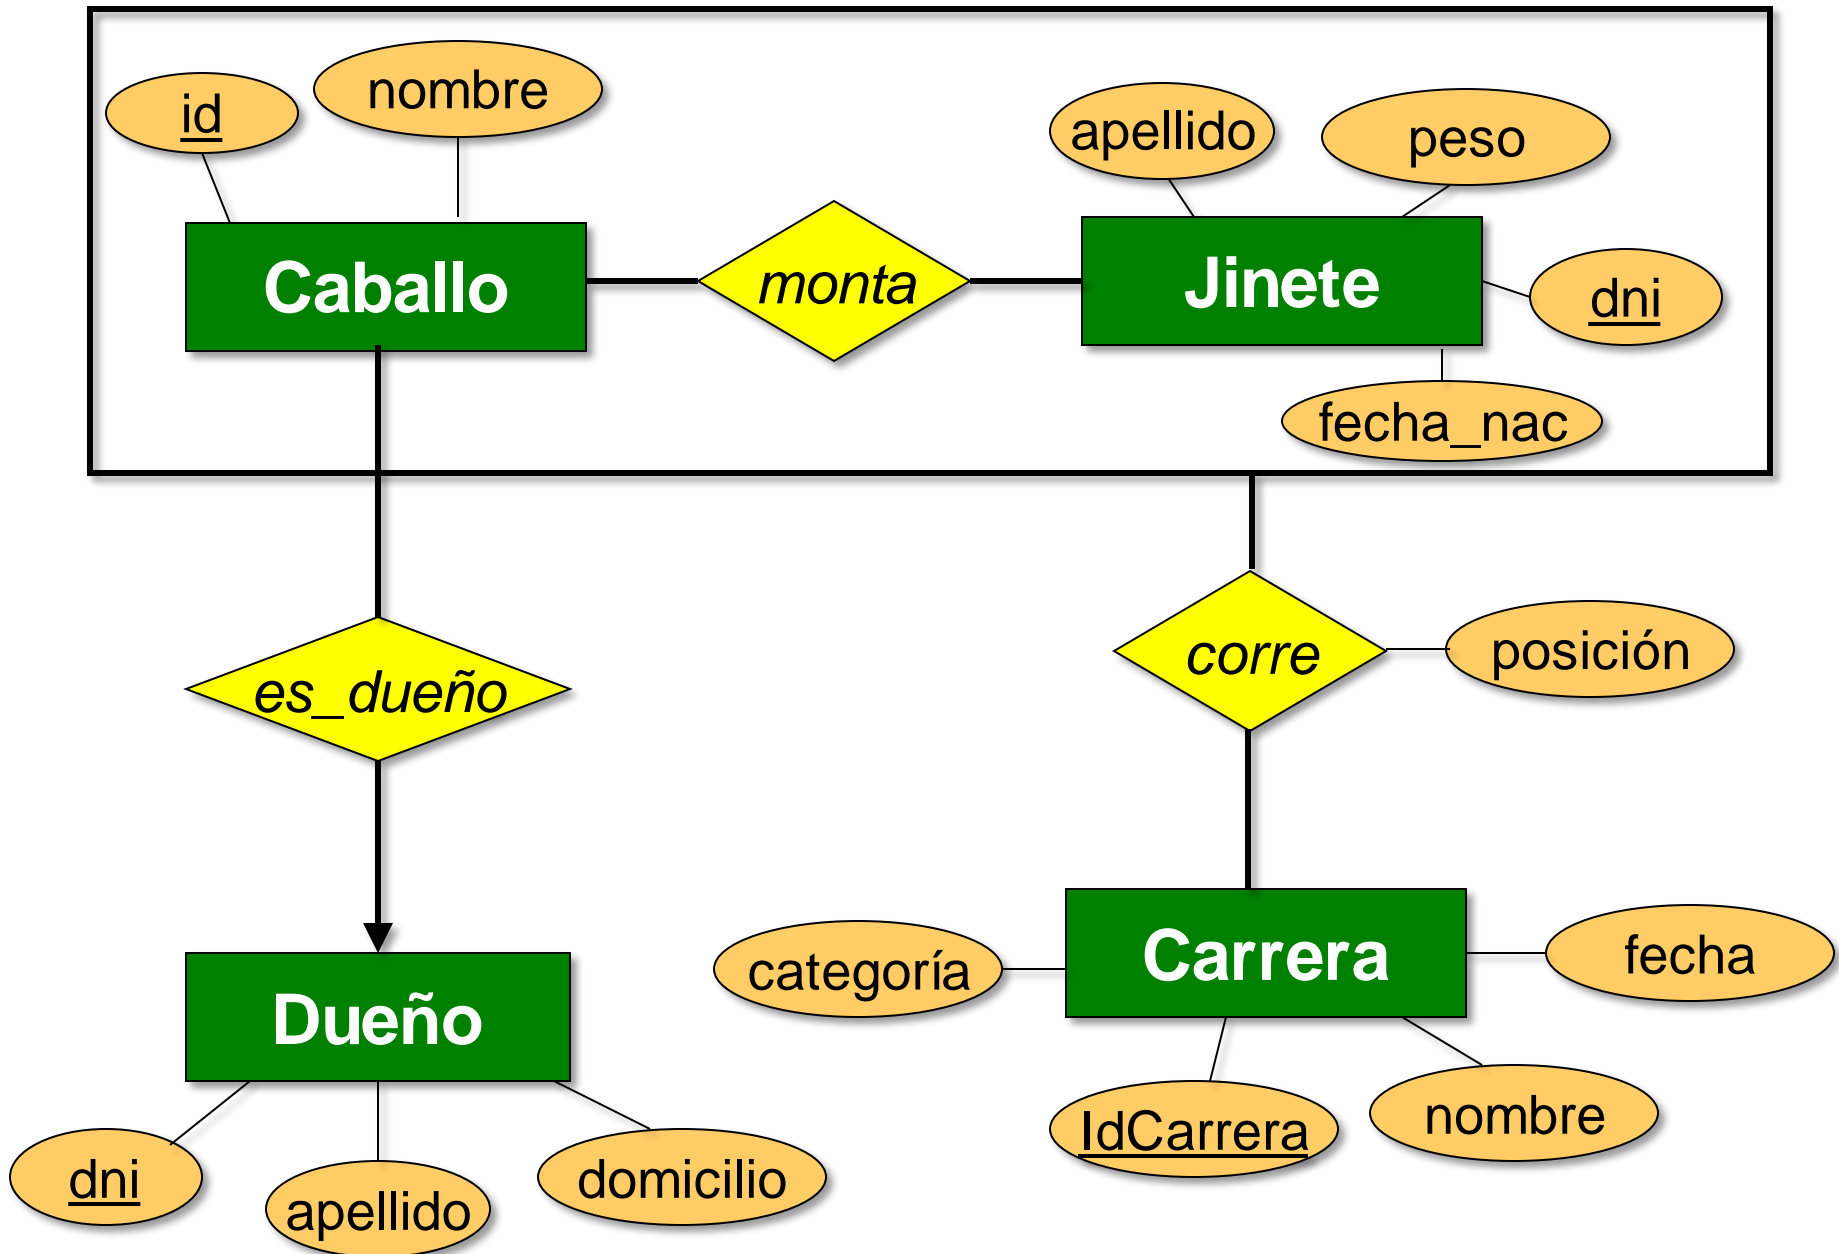 id
nombre
apellido
peso
Caballo
monta
Jinete
dni
fecha_nac
es_dueño
corre
posición
Dueño
categoría
Carrera
fecha
dni
apellido
domicilio
IdCarrera
nombre